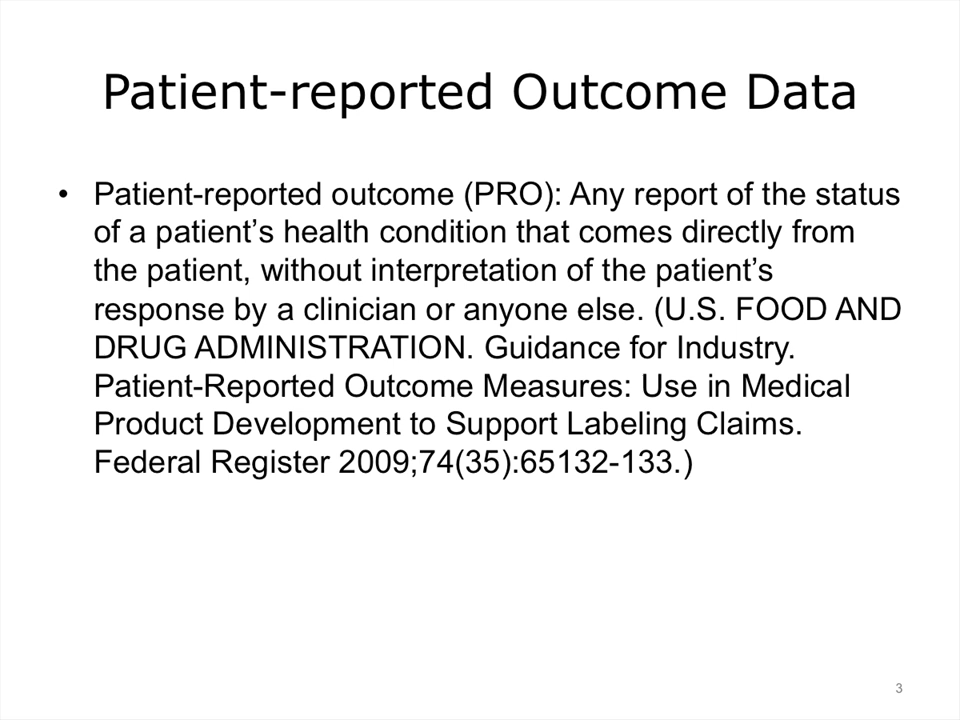 Patient-reported Outcome Data
• Patient-reported outcome (PRO): Any report of the status
of a patient’s health condition that comes directly from
the patient, without interpretation of the patient’s
response by a clinician or anyone else. (U.S. FOOD AND
DRUG ADMINISTRATION. Guidance for Industry.
Patient-Reported Outcome Measures: Use in Medical
Product Development to Support Labeling Claims.
Federal Register 2009;74(35):65132-133.)
3